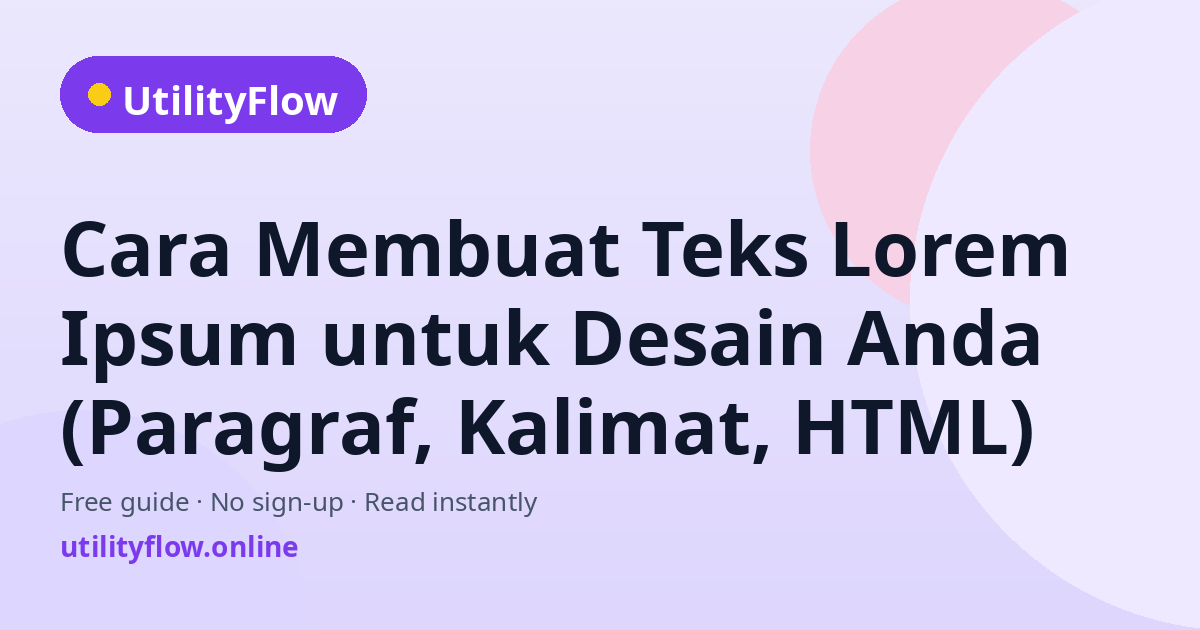 UtilityFlow
Cara Membuat Teks Lorem
Ipsum untuk Desain Anda
(Paragraf, Kalimat, HTML)
Free guide · No sign-up · Read instantly
utilityflow.online